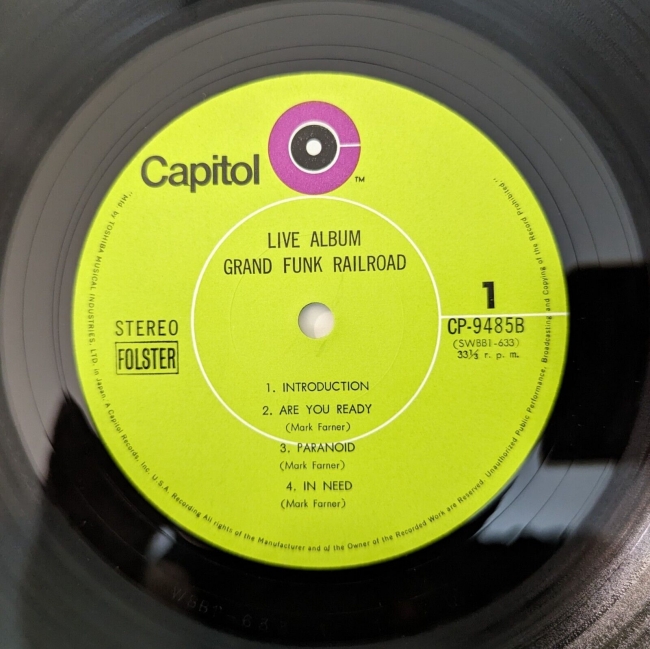 Capitol
TM
LIVE ALBUM
GRAND FUNK RAILROAD
STEREO
FOLSTER
1
CP-9485B
(SWBB1-633)
33⅓ r. p. m.
1. INTRODUCTION
2. ARE YOU READY
(Mark Farner)
3. PARANOID
(Mark Farner)
4. IN NEED
(Mark Farner)
"Mfd. by TOSHIBA MUSICAL INDUSTRIES, LTD. in Japan, A Capitol Records, Inc. U.S.A. Recording All rights of the Manufacturer and of the Owner of the Recorded Work are Reserved. Unauthorized Public Performance, Broadcasting and Copying of the Record Prohibited"